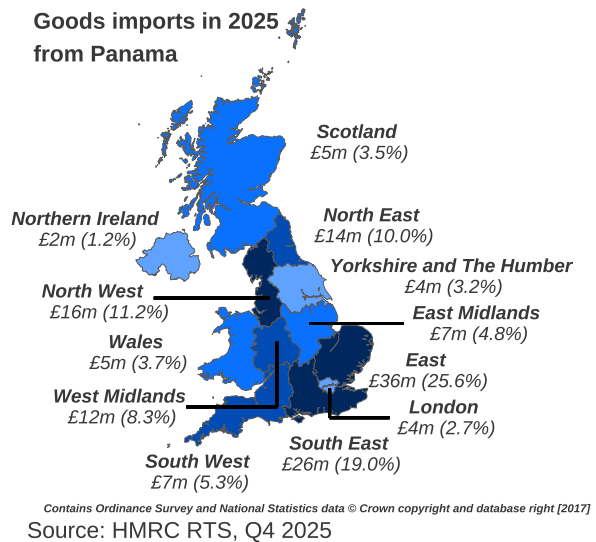 Goods imports in 2025
from Panama
Scotland
£5m (3.5%)
Northern Ireland
£2m (1.2%)
North East
£14m (10.0%)
Yorkshire and The Humber
£4m (3.2%)
North West
£16m (11.2%)
East Midlands
£7m (4.8%)
Wales
£5m (3.7%)
East
£36m (25.6%)
West Midlands
£12m (8.3%)
London
£4m (2.7%)
South East
£26m (19.0%)
South West
£7m (5.3%)
Contains Ordinance Survey and National Statistics data © Crown copyright and database right [2017]
Source: HMRC RTS, Q4 2025